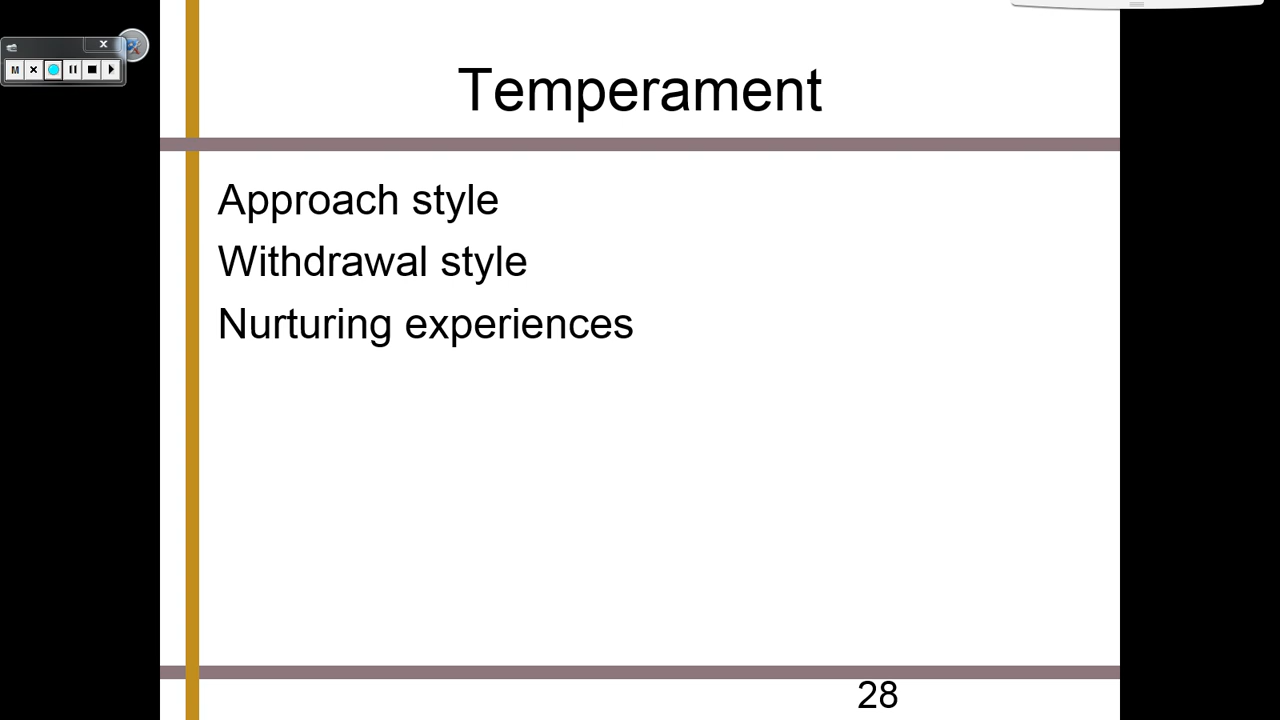 Temperament
Approach style
Withdrawal style
Nurturing experiences
28
M